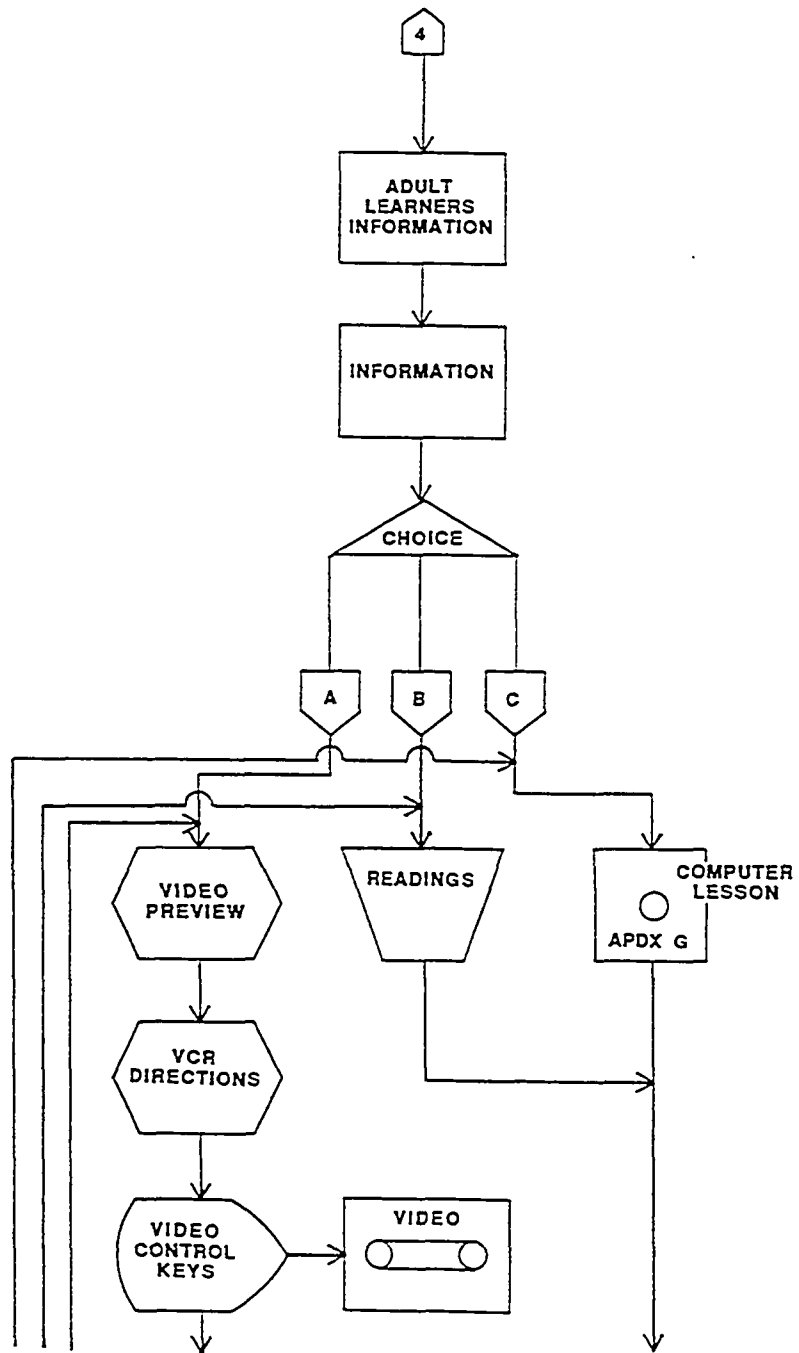 4
ADULT
LEARNERS
INFORMATION
INFORMATION
CHOICE
A
B
C
VIDEO
PREVIEW
READINGS
COMPUTER
LESSON
APDX G
VCR
DIRECTIONS
VIDEO
CONTROL
KEYS
VIDEO